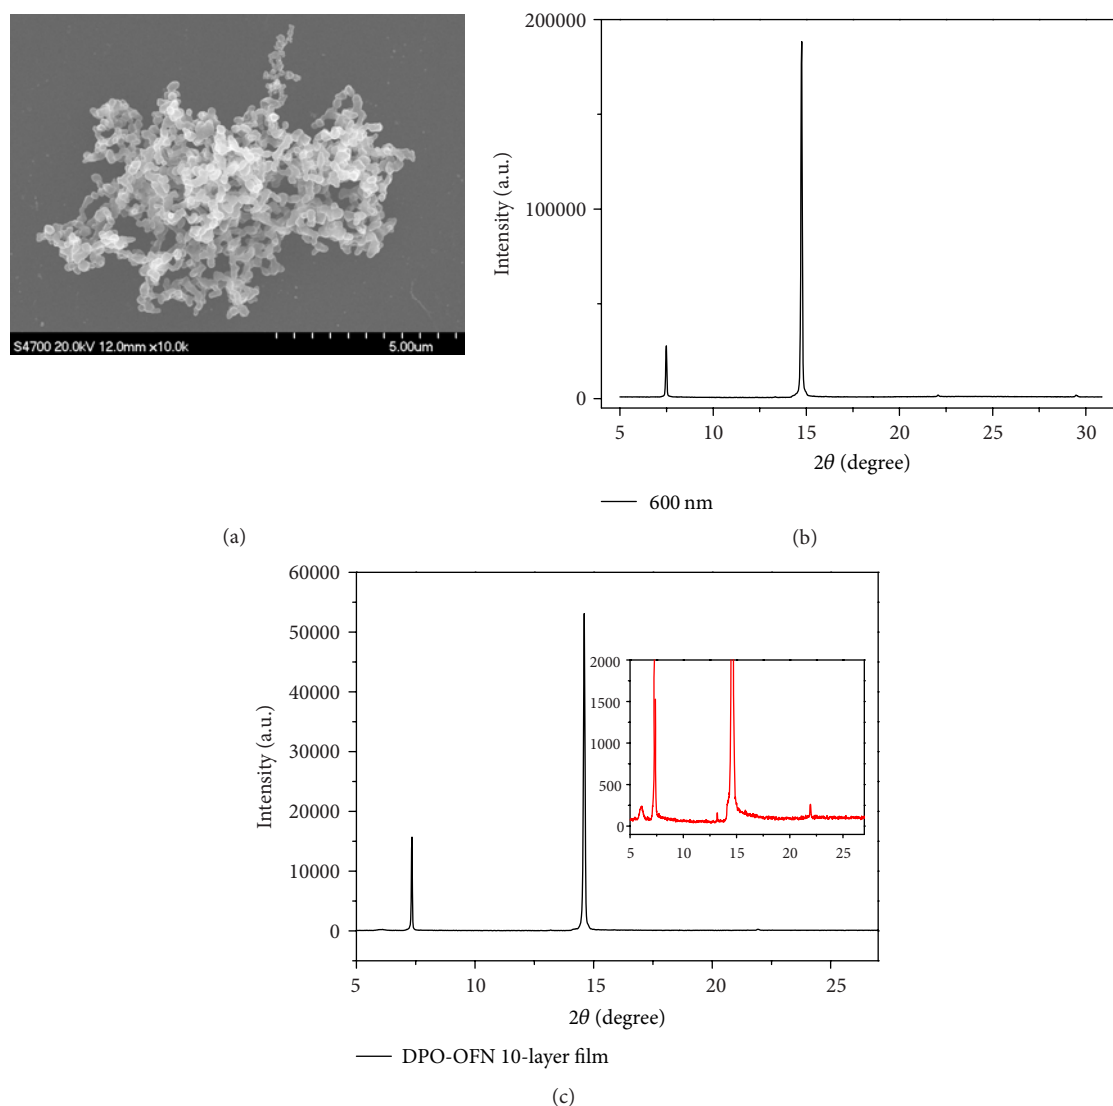 S4700 20.0kV 12.0mm x10.0k 5.00um
(a)
200000
100000
0
Intensity (a.u.)
5 10 15 20 25 30
2θ (degree)
600 nm
(b)
60000
50000
40000
30000
20000
10000
0
Intensity (a.u.)
5 10 15 20 25
2θ (degree)
2000
1500
1000
500
0
5 10 15 20 25
DPO-OFN 10-layer film
(c)